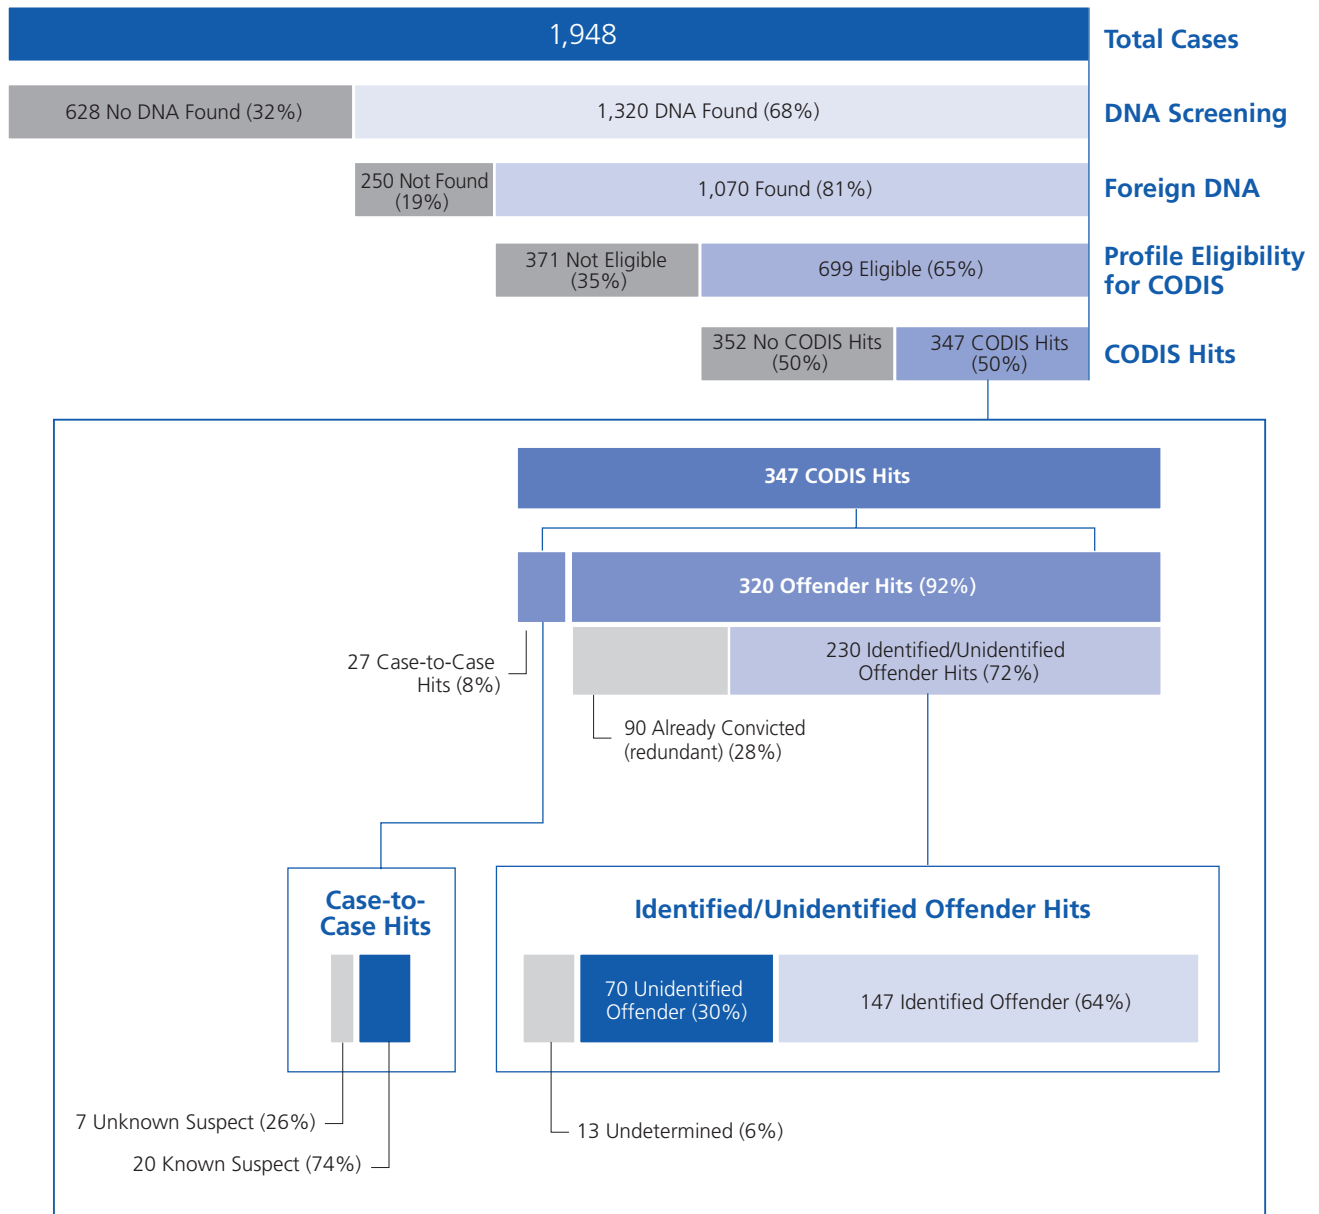 1,948
Total Cases
628 No DNA Found (32%)
1,320 DNA Found (68%)
DNA Screening
250 Not Found
(19%)
1,070 Found (81%)
Foreign DNA
371 Not Eligible
(35%)
699 Eligible (65%)
Profile Eligibility
for CODIS
352 No CODIS Hits
(50%)
347 CODIS Hits
(50%)
CODIS Hits
347 CODIS Hits
320 Offender Hits (92%)
27 Case-to-Case
Hits (8%)
230 Identified/Unidentified
Offender Hits (72%)
90 Already Convicted
(redundant) (28%)
Case-to-
Case Hits
7 Unknown Suspect (26%)
20 Known Suspect (74%)
Identified/Unidentified Offender Hits
70 Unidentified
Offender (30%)
147 Identified Offender (64%)
13 Undetermined (6%)